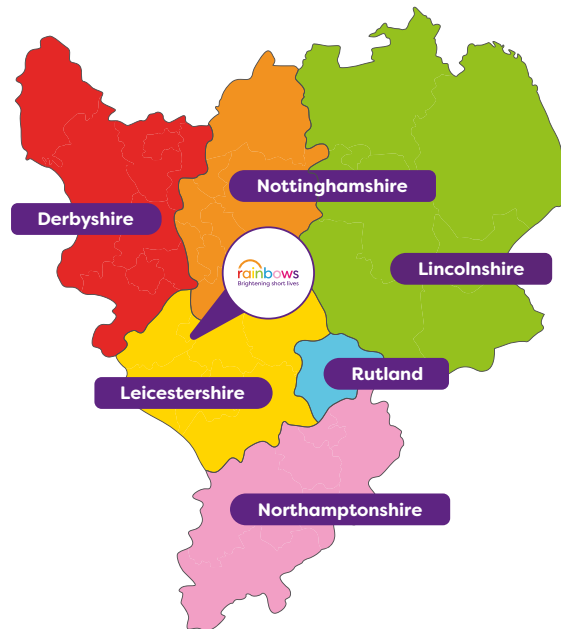 Nottinghamshire
Derbyshire
rainbows
Brightening short lives
Lincolnshire
Rutland
Leicestershire
Northamptonshire